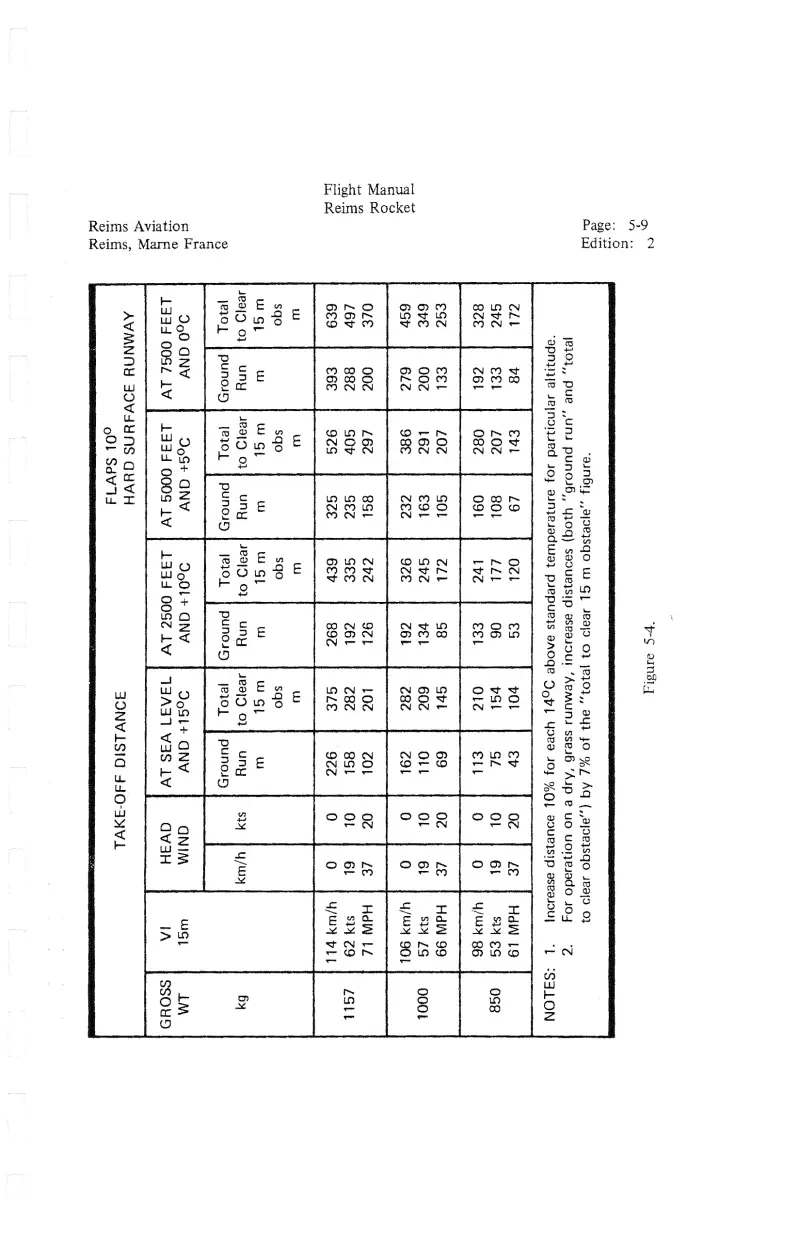 Flight Manual
Reims Rocket
Reims Aviation
Page: 5-9
Reims, Marne France
Edition: 2
TAKE-OFF DISTANCE
FLAPS 10°
HARD SURFACE RUNWAY
GROSS WT VI 15m HEAD WIND AT SEA LEVEL AND +15°C AT 2500 FEET AND +10°C AT 5000 FEET AND +5°C AT 7500 FEET AND 0°C
kg km/h kts Ground Run m Total to Clear 15 m obs m Ground Run m Total to Clear 15 m obs m Ground Run m Total to Clear 15 m obs m Ground Run m Total to Clear 15 m obs m
114 km/h 0 0 226 375 268 439 325 526 393 639
1157 62 kts 19 10 158 282 192 335 235 405 288 497
71 MPH 37 20 102 201 126 242 158 297 200 370
106 km/h 0 0 162 282 192 326 232 386 279 459
1000 57 kts 19 10 110 209 134 245 163 291 200 349
66 MPH 37 20 69 145 85 172 105 207 133 253
98 km/h 0 0 113 210 133 241 160 280 192 328
850 53 kts 19 10 75 154 90 177 108 207 133 245
61 MPH 37 20 43 104 53 120 67 143 84 172
NOTES: 1. Increase distance 10% for each 14°C above standard temperature for particular altitude.
2. For operation on a dry, grass runway, increase distances (both "ground run" and "total
to clear obstacle") by 7% of the "total to clear 15 m obstacle" figure.
Figure 5-4.